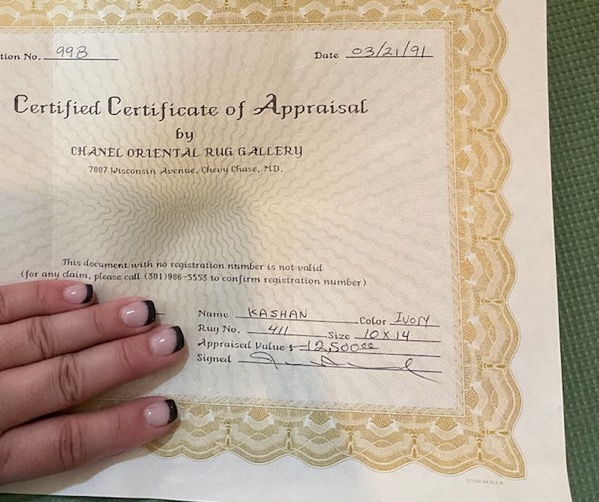 tion No. 99B Date 03/21/91
Certified Certificate of Appraisal
by
CHANEL ORIENTAL RUG GALLERY
7007 Wisconsin Avenue, Chevy Chase, MD.
This document with no registration number is not valid
(for any claim, please call (301)986-5553 to confirm registration number)
Name KASHAN Color IVORY
Rug No. 411 Size 10 X 14
Appraised Value $ 12,500.00
Signed
LITHO IN U.S.A.